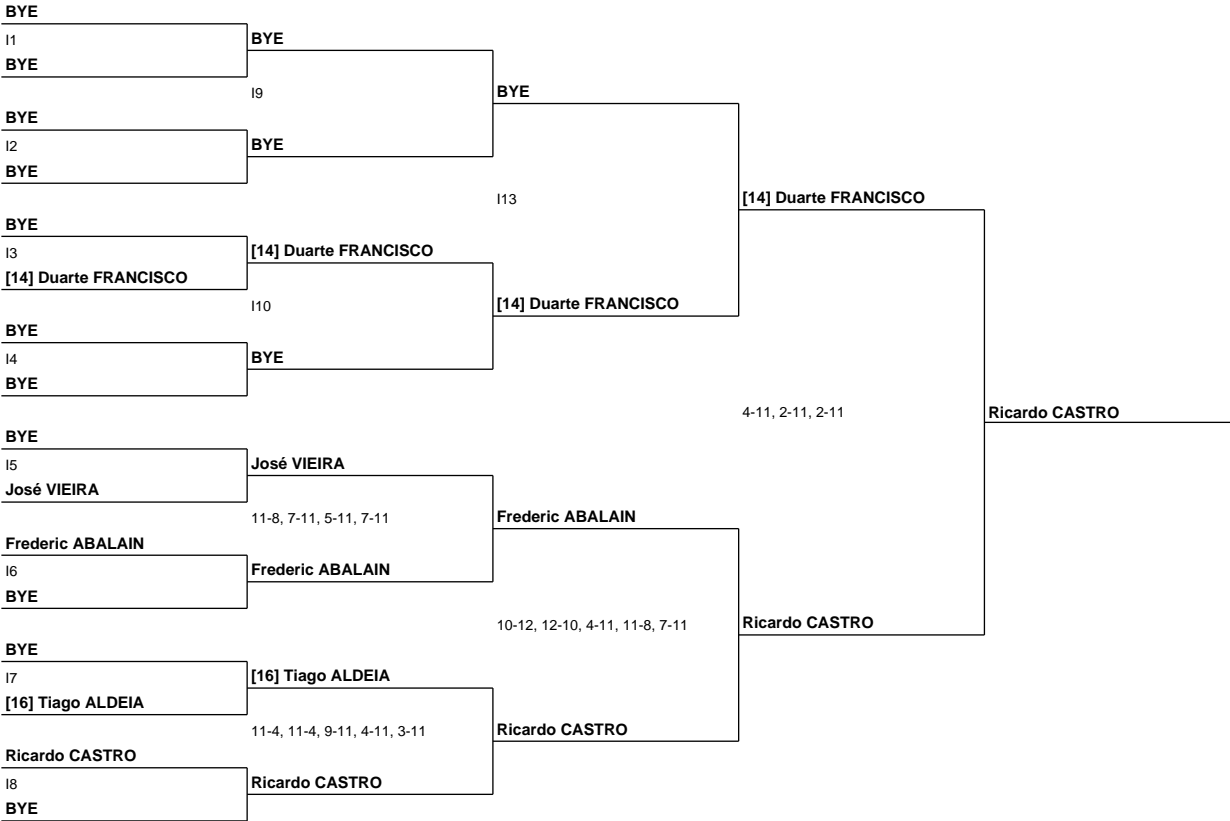 BYE
I1
BYE
BYE
I9
BYE
BYE
I2
BYE
BYE
I13
[14] Duarte FRANCISCO
BYE
I3
[14] Duarte FRANCISCO
[14] Duarte FRANCISCO
I10
[14] Duarte FRANCISCO
BYE
I4
BYE
BYE
4-11, 2-11, 2-11
Ricardo CASTRO
BYE
I5
José VIEIRA
José VIEIRA
11-8, 7-11, 5-11, 7-11
Frederic ABALAIN
Frederic ABALAIN
I6
Frederic ABALAIN
BYE
10-12, 12-10, 4-11, 11-8, 7-11
Ricardo CASTRO
BYE
I7
[16] Tiago ALDEIA
[16] Tiago ALDEIA
11-4, 11-4, 9-11, 4-11, 3-11
Ricardo CASTRO
Ricardo CASTRO
I8
Ricardo CASTRO
BYE